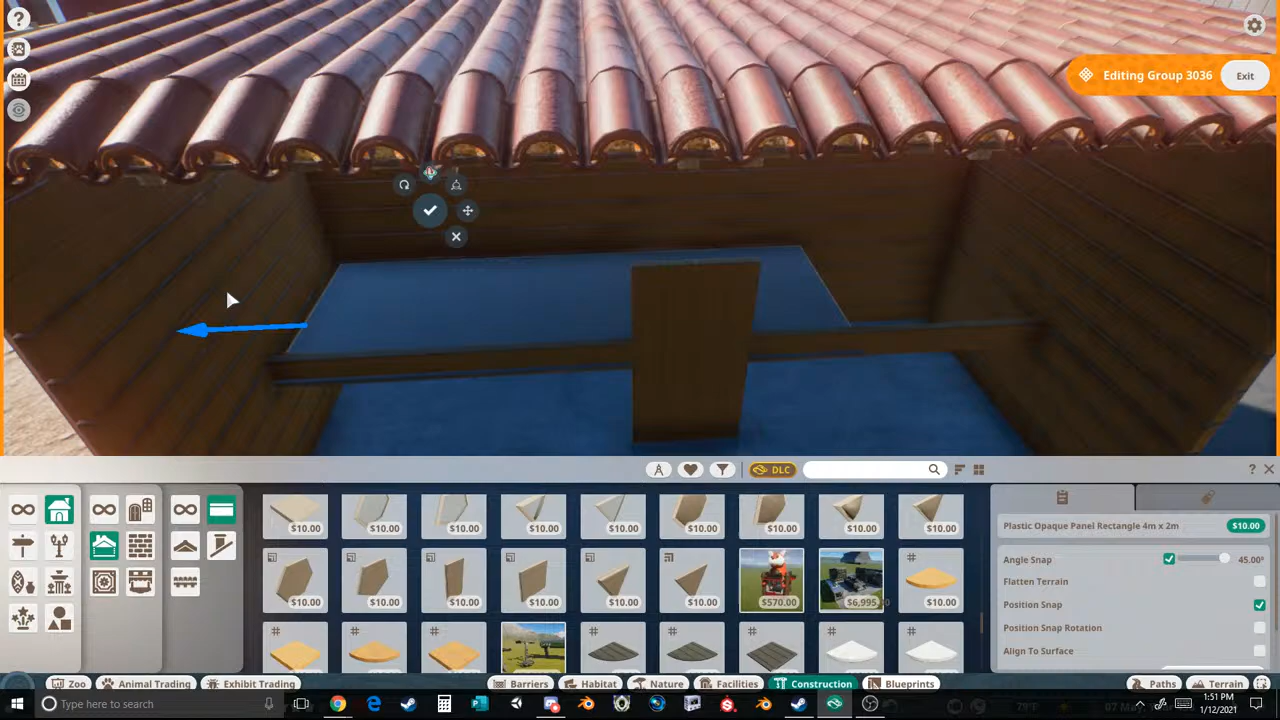 Editing Group 3036 Exit
DLC
$10.00 $10.00 $10.00 $10.00 $10.00 $10.00 $10.00 $10.00 $10.00
$10.00 $10.00 $10.00 $10.00 $10.00 $10.00 $570.00 $6,995.00 $10.00
Plastic Opaque Panel Rectangle 4m x 2m $10.00
Angle Snap 45.00°
Flatten Terrain
Position Snap
Position Snap Rotation
Align To Surface
Zoo Animal Trading Exhibit Trading Barriers Habitat Nature Facilities Construction Blueprints Paths Terrain
Type here to search
1:51 PM
1/12/2021